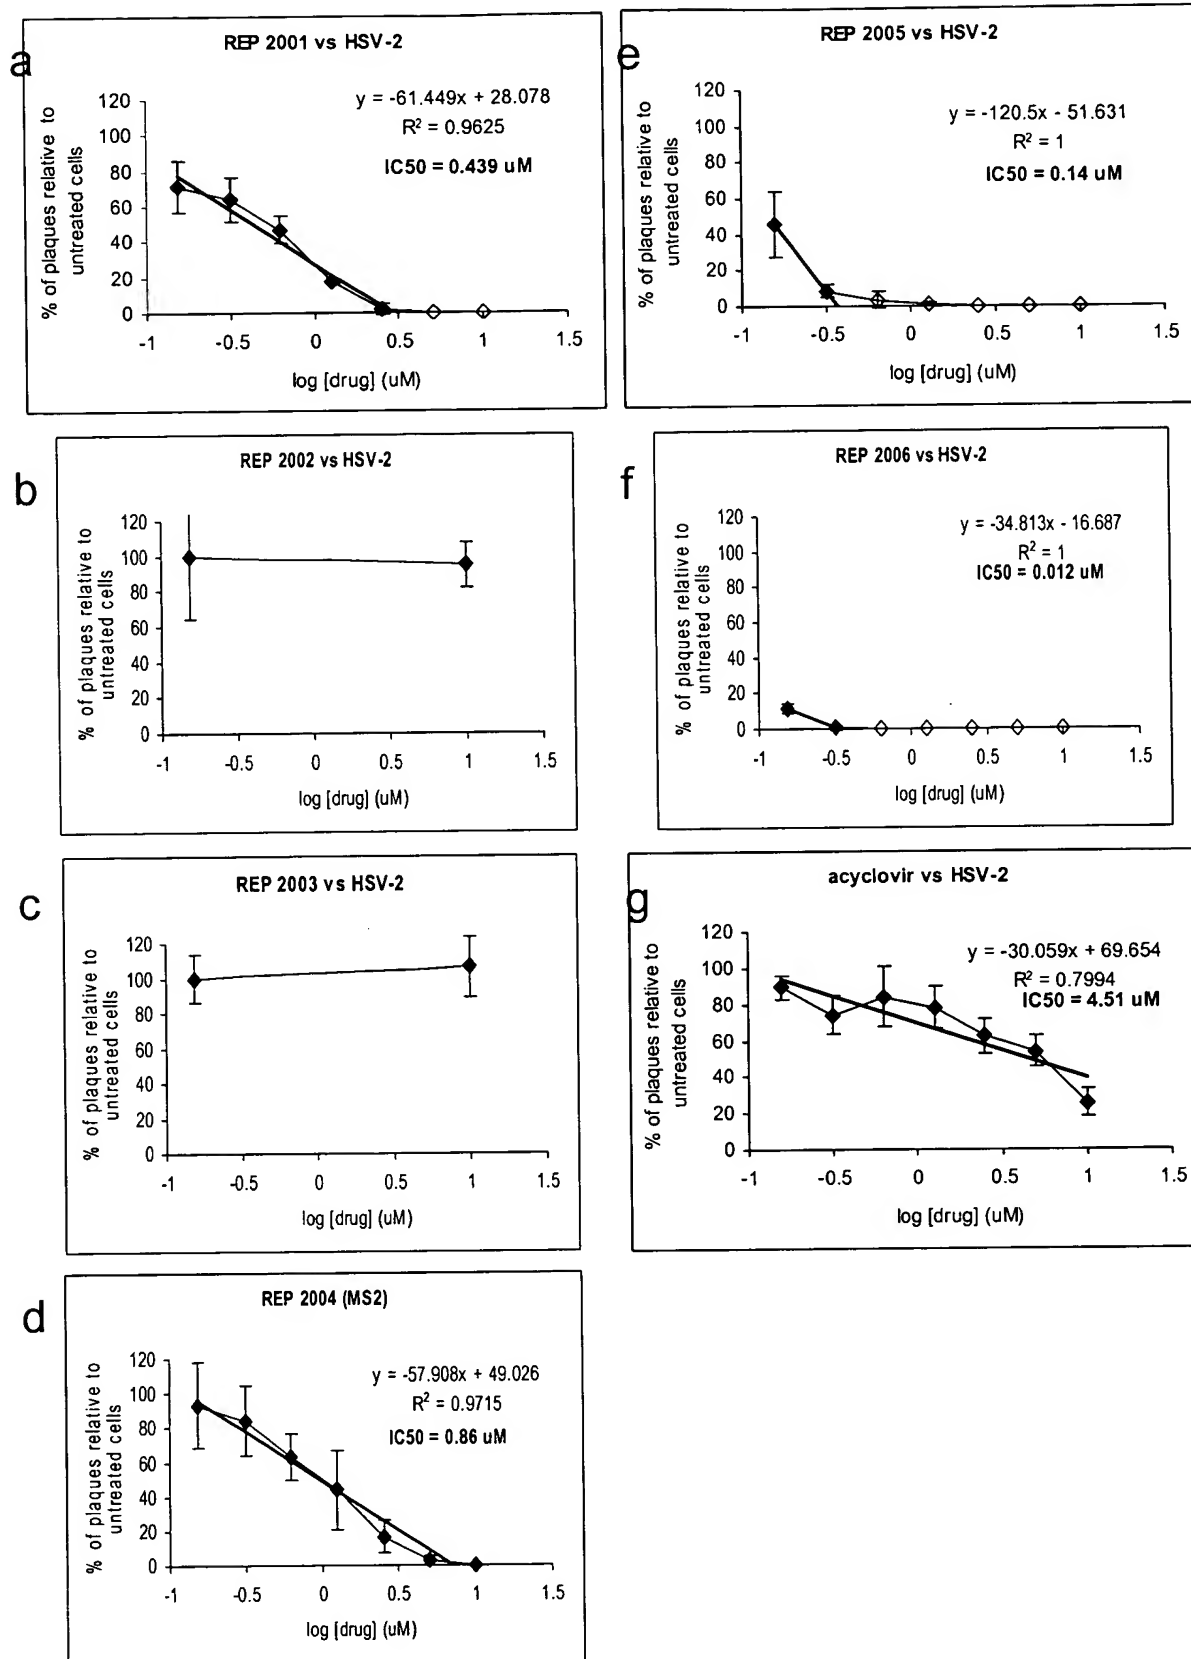 a
REP 2001 vs HSV-2
y = -61.449x + 28.078
R² = 0.9625
IC50 = 0.439 uM
% of plaques relative to
untreated cells
120
100
80
60
40
20
0
-1
-0.5
0
0.5
1
1.5
log [drug] (uM)
b
REP 2002 vs HSV-2
% of plaques relative to
untreated cells
120
100
80
60
40
20
0
-1
-0.5
0
0.5
1
1.5
log [drug] (uM)
c
REP 2003 vs HSV-2
% of plaques relative to
untreated cells
120
100
80
60
40
20
0
-1
-0.5
0
0.5
1
1.5
log [drug] (uM)
d
REP 2004 (MS2)
y = -57.908x + 49.026
R² = 0.9715
IC50 = 0.86 uM
% of plaques relative to
untreated cells
120
100
80
60
40
20
0
-1
-0.5
0
0.5
1
1.5
log [drug] (uM)
e
REP 2005 vs HSV-2
y = -120.5x - 51.631
R² = 1
IC50 = 0.14 uM
% of plaques relative to
untreated cells
120
100
80
60
40
20
0
-1
-0.5
0
0.5
1
1.5
log [drug] (uM)
f
REP 2006 vs HSV-2
y = -34.813x - 16.687
R² = 1
IC50 = 0.012 uM
% of plaques relative to
untreated cells
120
100
80
60
40
20
0
-1
-0.5
0
0.5
1
1.5
log [drug] (uM)
g
acyclovir vs HSV-2
y = -30.059x + 69.654
R² = 0.7994
IC50 = 4.51 uM
% of plaques relative to
untreated cells
120
100
80
60
40
20
0
-1
-0.5
0
0.5
1
1.5
log [drug] (uM)